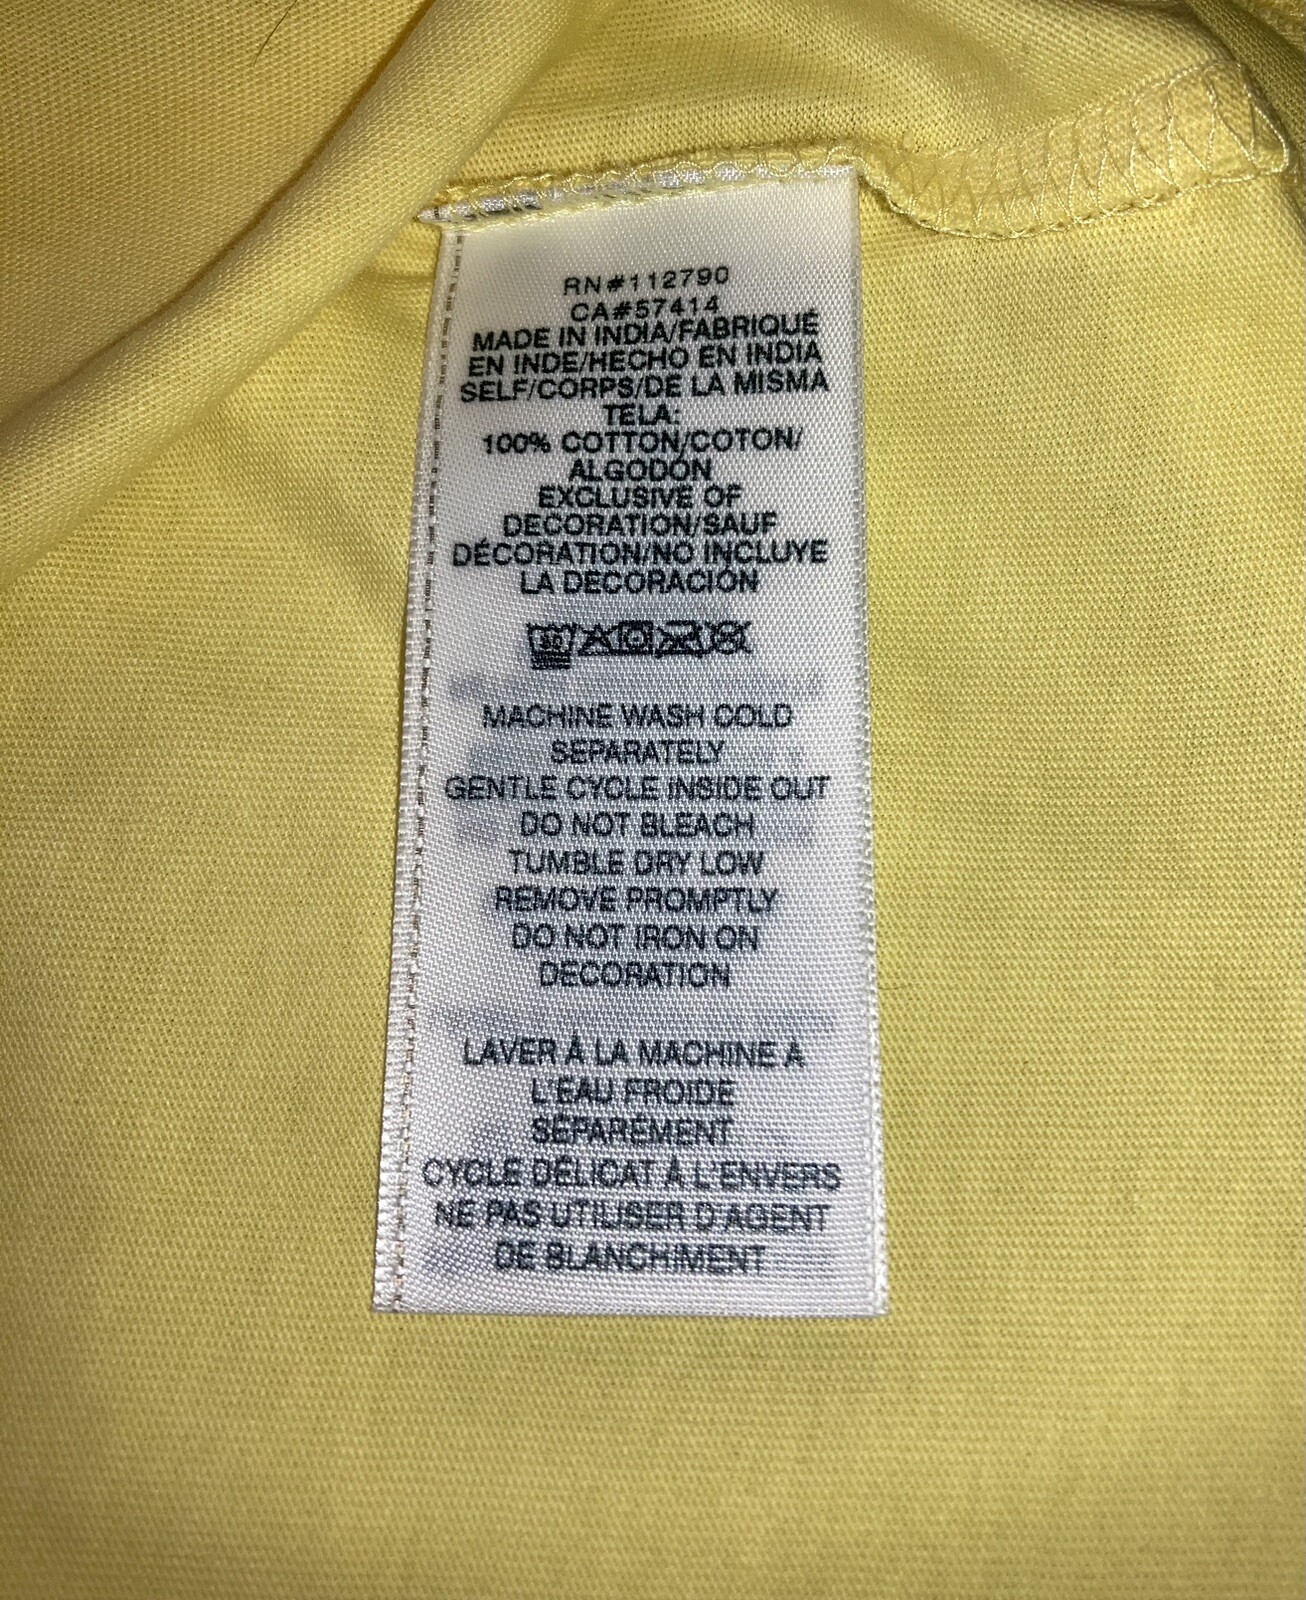 RN#112790
CA#57414
MADE IN INDIA/FABRIQUÉ
EN INDE/HECHO EN INDIA
SELF/CORPS/DE LA MISMA
TELA:
100% COTTON/COTON/
ALGODÓN
EXCLUSIVE OF
DECORATION/SAUF
DÉCORATION/NO INCLUYE
LA DECORACIÓN
30
MACHINE WASH COLD
SEPARATELY
GENTLE CYCLE INSIDE OUT
DO NOT BLEACH
TUMBLE DRY LOW
REMOVE PROMPTLY
DO NOT IRON ON
DECORATION
LAVER À LA MACHINE A
L'EAU FROIDE
SÉPARÉMENT
CYCLE DÉLICAT À L'ENVERS
NE PAS UTILISER D'AGENT
DE BLANCHIMENT